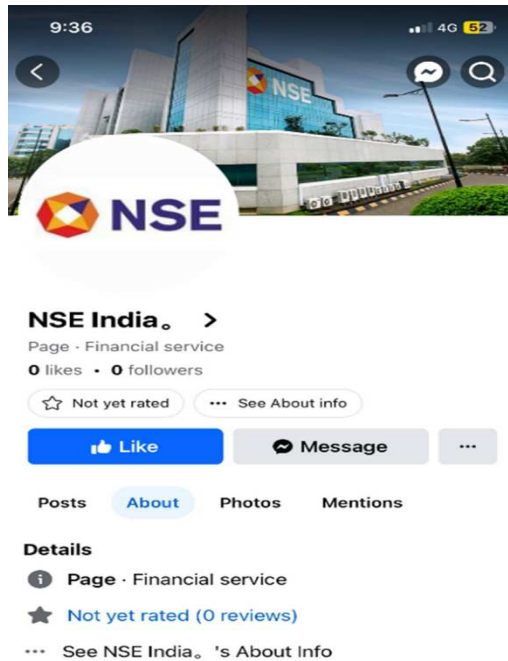 9:36 4G 52
NSE
NSE
NSE India。 >
Page · Financial service
0 likes • 0 followers
Not yet rated ••• See About info
Like Message •••
Posts About Photos Mentions
Details
Page · Financial service
Not yet rated (0 reviews)
••• See NSE India。 's About Info